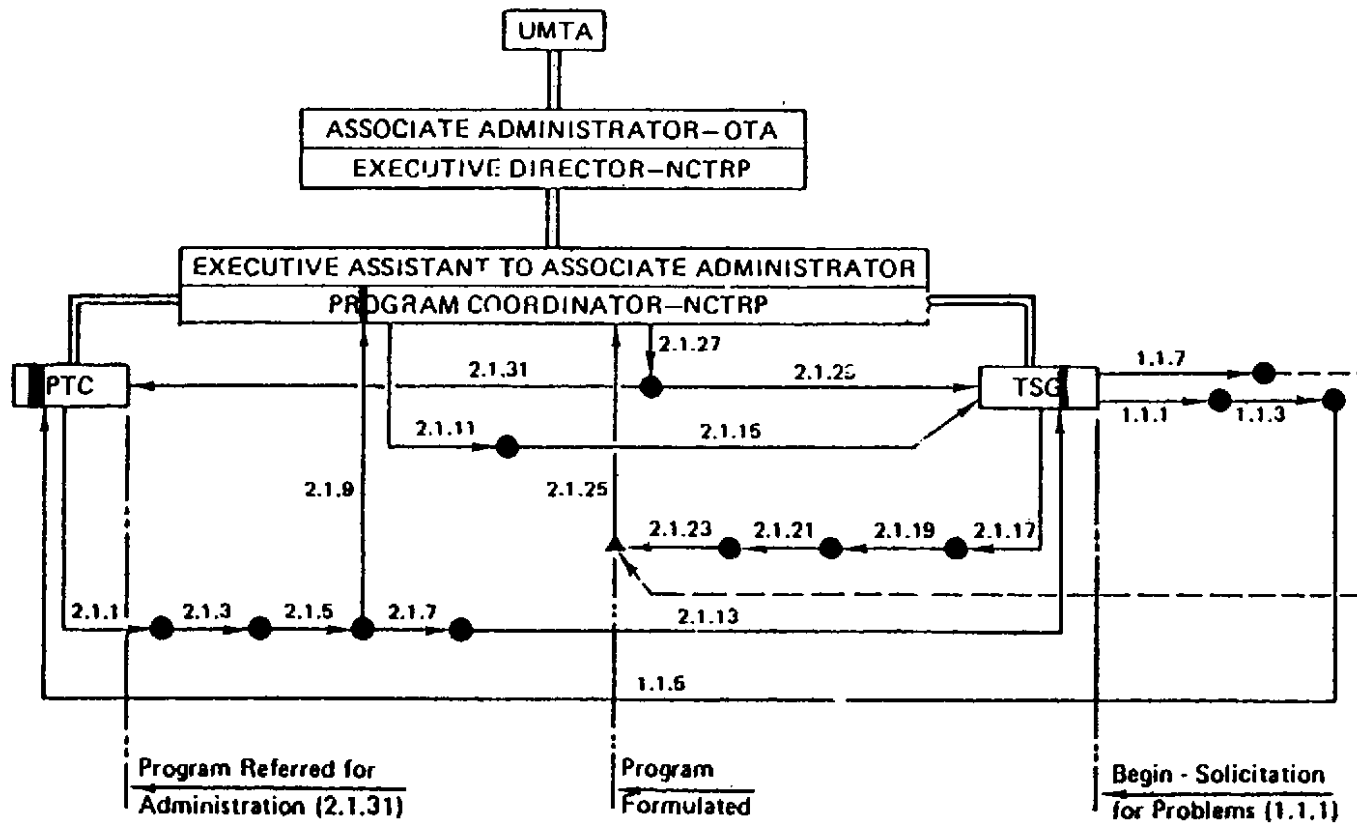 UMTA
ASSOCIATE ADMINISTRATOR-OTA
EXECUTIVE DIRECTOR-NCTRP
EXECUTIVE ASSISTANT TO ASSOCIATE ADMINISTRATOR
PROGRAM COORDINATOR-NCTRP
2.1.27
1.1.7
PTC
2.1.31
TSG
1.1.1
1.1.3
2.1.11
2.1.15
2.1.9
2.1.25
2.1.23
2.1.21
2.1.19
2.1.17
2.1.1
2.1.3
2.1.5
2.1.7
2.1.13
Program Referred for
Administration (2.1.31)
Program
Formulated
Begin - Solicitation
for Problems (1.1.1)